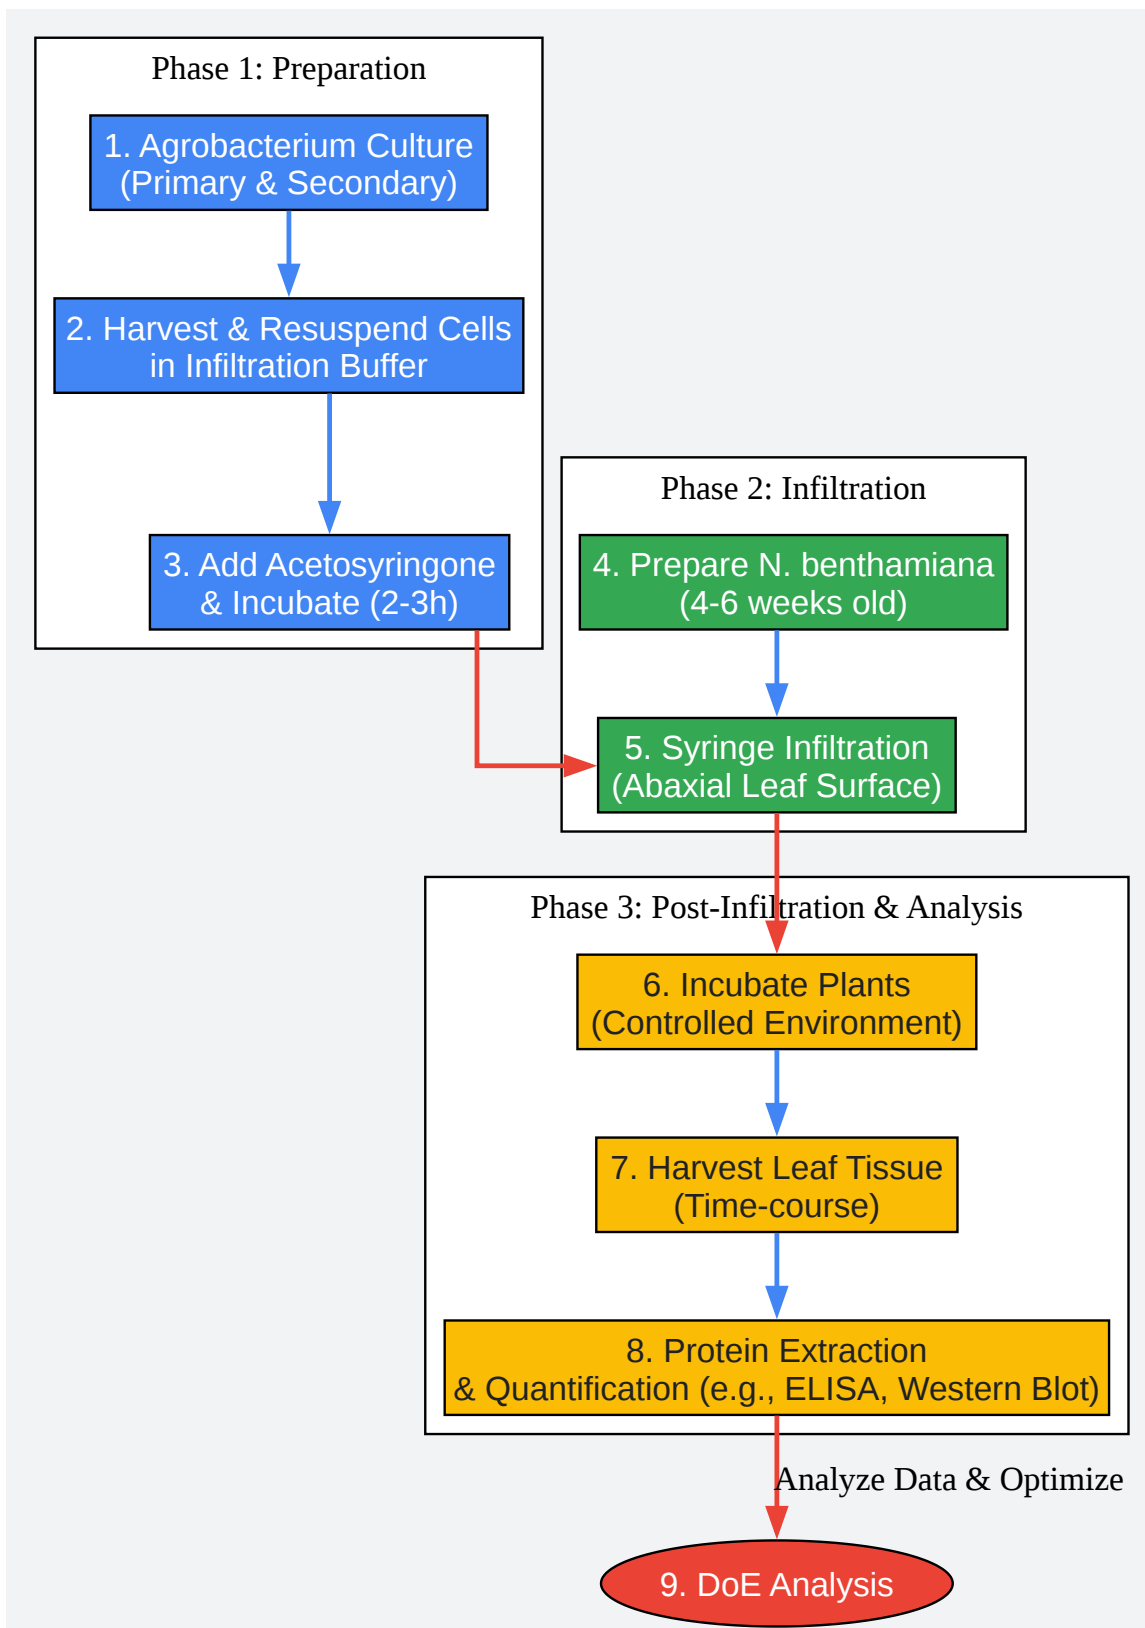 Phase 1: Preparation
1. Agrobacterium Culture
(Primary & Secondary)
2. Harvest & Resuspend Cells
in Infiltration Buffer
3. Add Acetosyringone
& Incubate (2-3h)
Phase 2: Infiltration
4. Prepare N. benthamiana
(4-6 weeks old)
5. Syringe Infiltration
(Abaxial Leaf Surface)
Phase 3: Post-Infiltration & Analysis
6. Incubate Plants
(Controlled Environment)
7. Harvest Leaf Tissue
(Time-course)
8. Protein Extraction
& Quantification (e.g., ELISA, Western Blot)
Analyze Data & Optimize
9. DoE Analysis